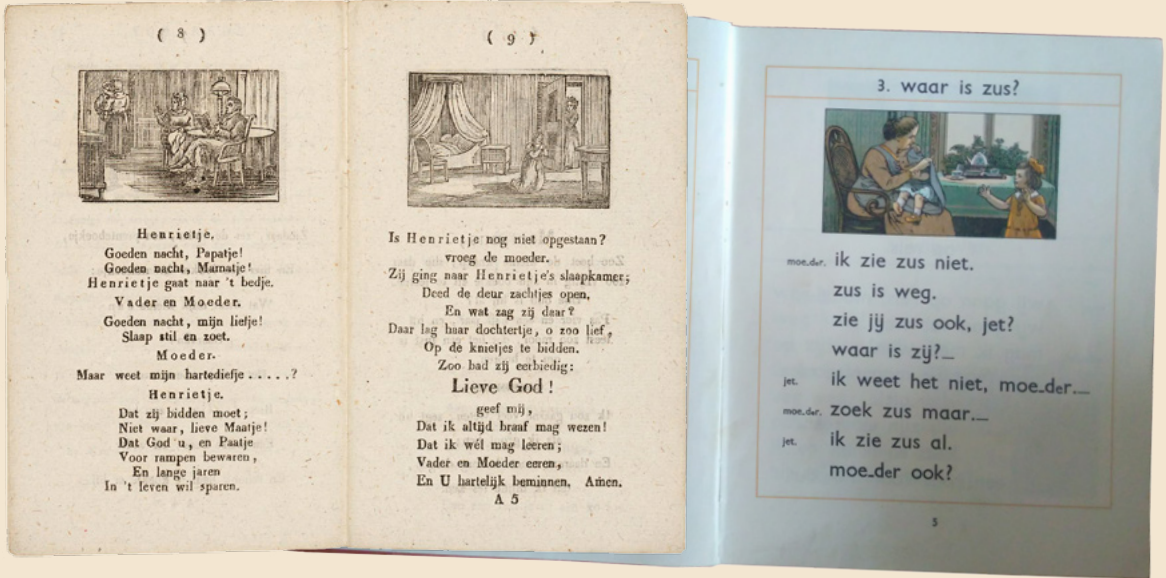 ( 8 )
Henrietje.
Goeden nacht, Papatje!
Goeden nacht, Mamatje!
Henrietje gaat naar 't bedje.
Vader en Moeder.
Goeden nacht, mijn liefje!
Slaap stil en zoet.
Moeder.
Maar weet mijn hartediefje . . . . . ?
Henrietje.
Dat zij bidden moet;
Niet waar, lieve Maatje!
Dat God u, en Paatje
Voor rampen bewaren,
En lange jaren
In 't leven wil sparen.
( 9 )
Is Henrietje nog niet opgestaan?
vroeg de moeder.
Zij ging naar Henrietje's slaapkamer;
Deed de deur zachtjes open,
En wat zag zij daar?
Daar lag haar dochtertje, o zoo lief,
Op de knietjes te bidden.
Zoo bad zij eerbiedig:
Lieve God!
geef mij,
Dat ik altijd braaf mag wezen!
Dat ik wél mag leeren;
Vader en Moeder eeren,
En U hartelijk beminnen. Amen.
A 5
3. waar is zus?
moe_der. ik zie zus niet.
zus is weg.
zie jij zus ook, jet?
waar is zij?_
jet. ik weet het niet, moe_der._
moe_der. zoek zus maar._
jet. ik zie zus al.
moe_der ook?
5